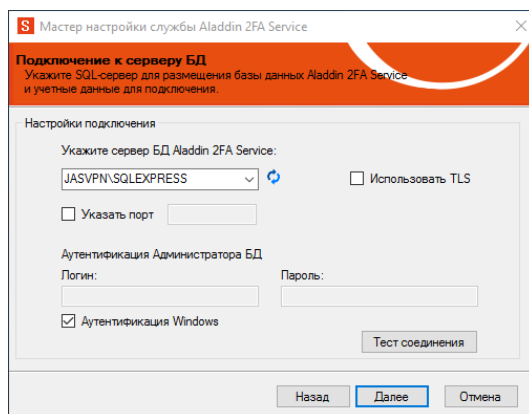 S Мастер настройки службы Aladdin 2FA Service
Подключение к серверу БД
Укажите SQL-сервер для размещения базы данных Aladdin 2FA Service
и учетные данные для подключения.
Настройки подключения
Укажите сервер БД Aladdin 2FA Service:
JASVPN\SQLEXPRESS
Использовать TLS
Указать порт
Аутентификация Администратора БД
Логин: Пароль:
Аутентификация Windows
Тест соединения
Назад Далее Отмена